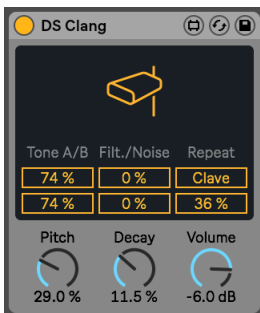 DS Clang
Tone A/B Filt./Noise Repeat
74 % 0 % Clave
74 % 0 % 36 %
Pitch Decay Volume
29.0 % 11.5 % -6.0 dB